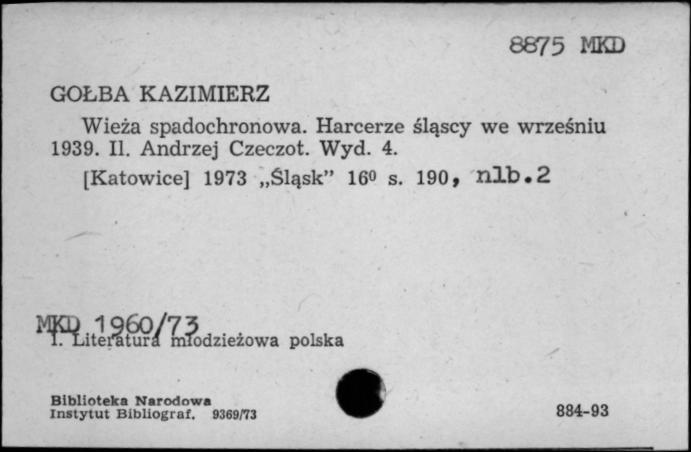 8875 MKD
GOŁBA KAZIMIERZ
Wieża spadochronowa. Harcerze śląscy we wrześniu
1939. Il. Andrzej Czeczot. Wyd. 4.
[Katowice] 1973 „Śląsk” 16⁰ s. 190, nlb.2
MKD 1960/73
1. Literatura młodzieżowa polska
Biblioteka Narodowa
Instytut Bibliograf. 9369/73
884-93